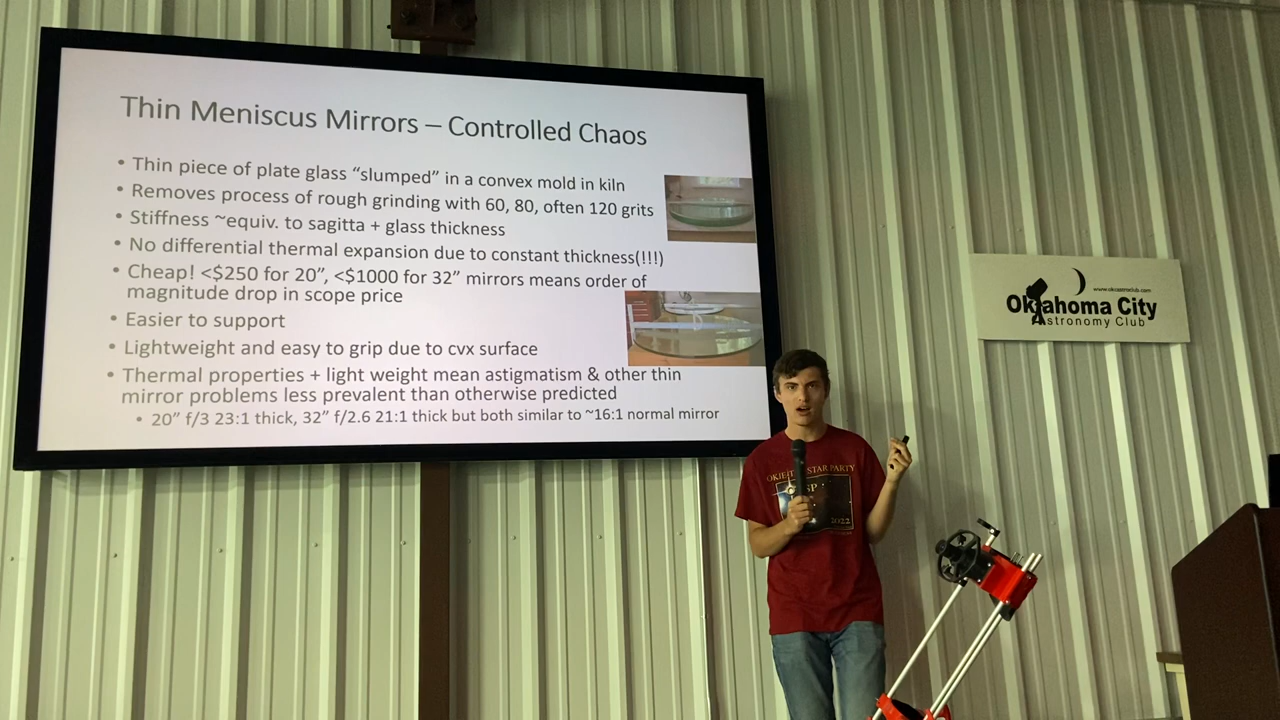 Thin Meniscus Mirrors – Controlled Chaos
• Thin piece of plate glass “slumped” in a convex mold in kiln
• Removes process of rough grinding with 60, 80, often 120 grits
• Stiffness ~equiv. to sagitta + glass thickness
• No differential thermal expansion due to constant thickness(!!!)
• Cheap! <$250 for 20”, <$1000 for 32” mirrors means order of
magnitude drop in scope price
• Easier to support
• Lightweight and easy to grip due to cvx surface
• Thermal properties + light weight mean astigmatism & other thin
mirror problems less prevalent than otherwise predicted
• 20” f/3 23:1 thick, 32” f/2.6 21:1 thick but both similar to ~16:1 normal mirror
www.okcastroclub.com
Oklahoma City
Astronomy Club
STAR PARTY
2022